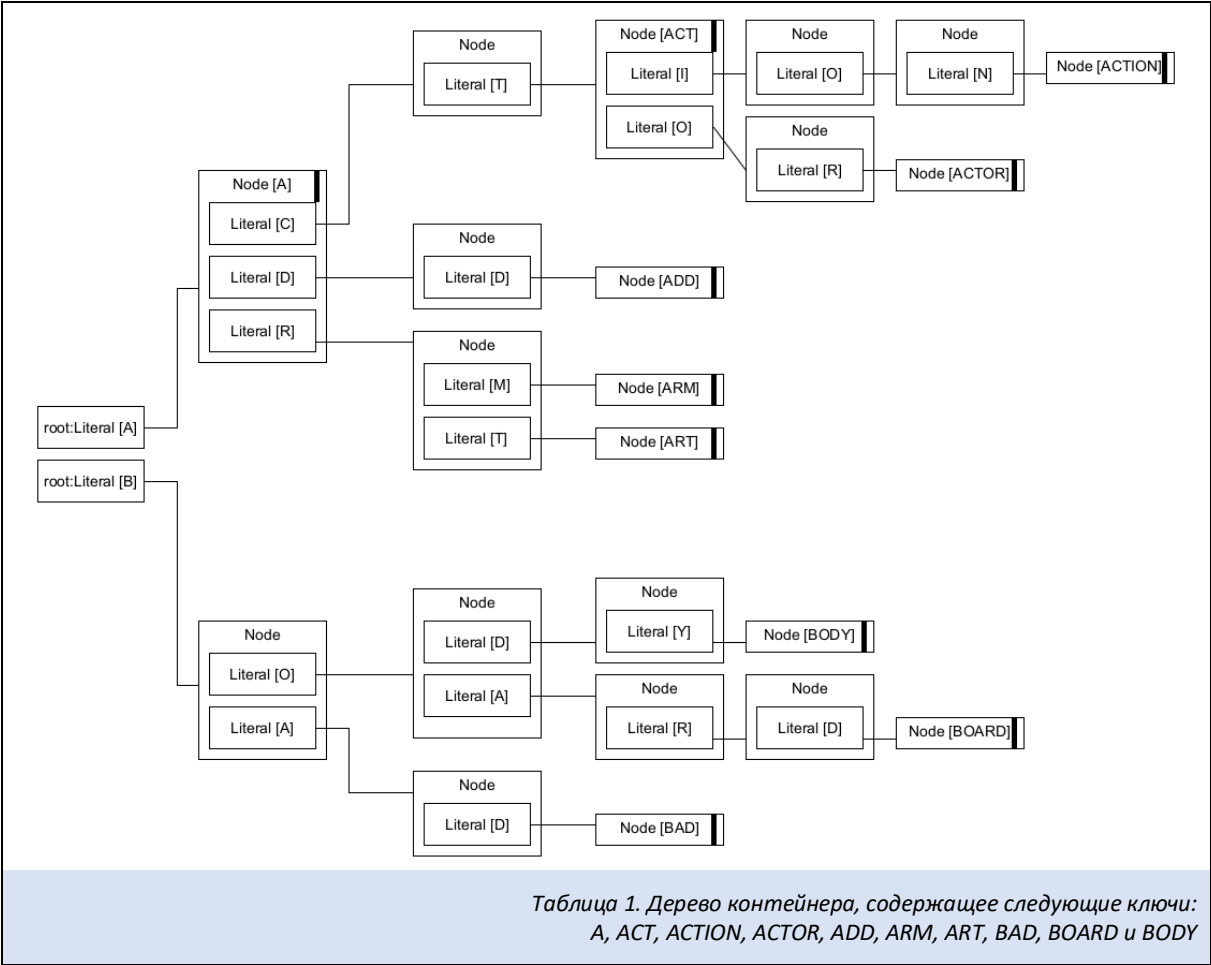 Node
Literal [T]
Node [ACT]
Literal [I]
Literal [O]
Node
Literal [O]
Node
Literal [N]
Node [ACTION]
Node
Literal [R]
Node [ACTOR]
Node [A]
Literal [C]
Literal [D]
Literal [R]
Node
Literal [D]
Node [ADD]
Node
Literal [M]
Literal [T]
Node [ARM]
Node [ART]
root:Literal [A]
root:Literal [B]
Node
Literal [O]
Literal [A]
Node
Literal [D]
Literal [A]
Node
Literal [Y]
Node [BODY]
Node
Literal [R]
Node
Literal [D]
Node [BOARD]
Node
Literal [D]
Node [BAD]
Таблица 1. Дерево контейнера, содержащее следующие ключи:
A, ACT, ACTION, ACTOR, ADD, ARM, ART, BAD, BOARD и BODY